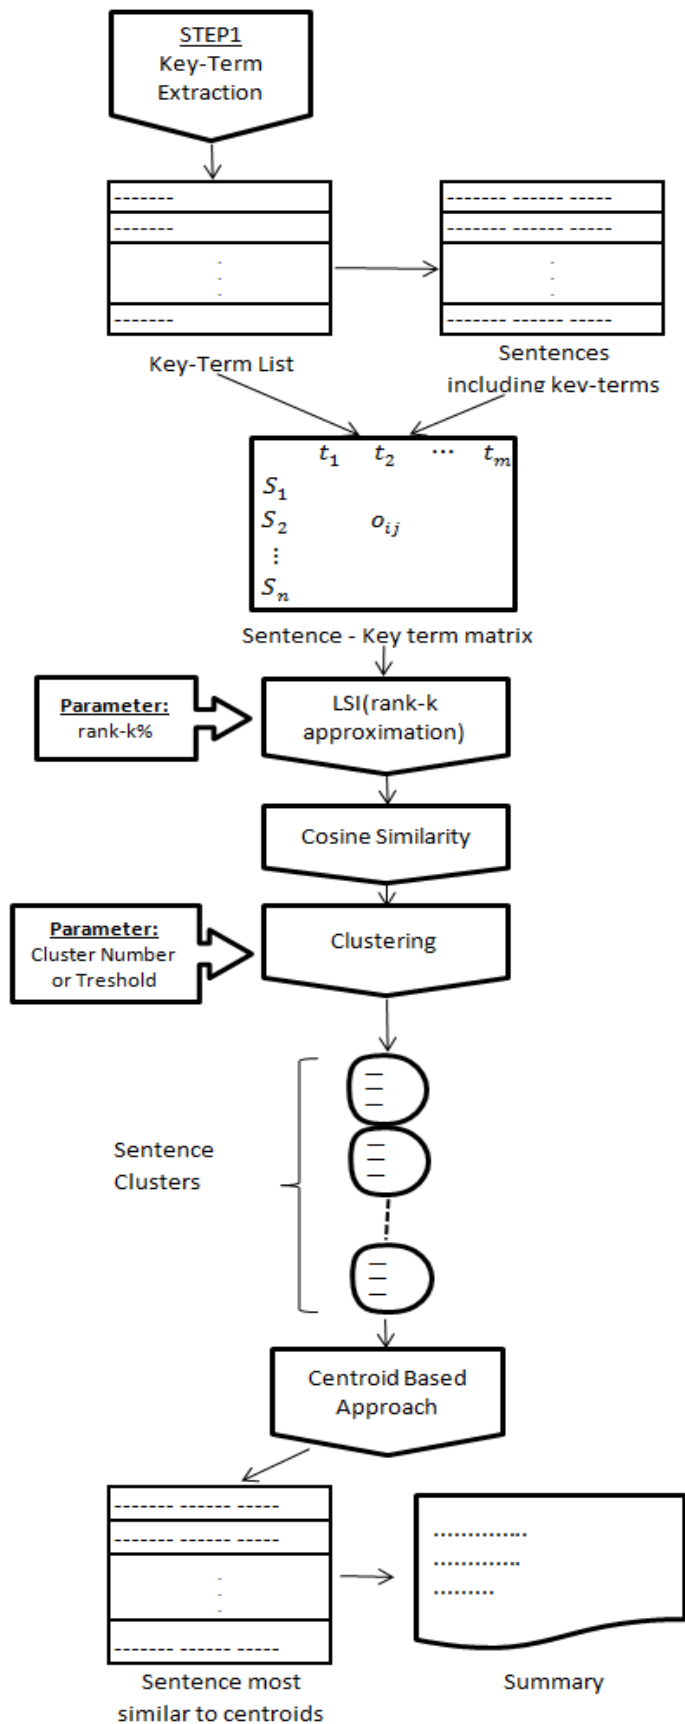 STEP1
Key-Term
Extraction
-------
------- ------ -----
-------
------- ------ -----
-------
------- ------ -----
Key-Term List
Sentences
including key-terms
t₁ t₂ ⋯ tₘ
S₁
S₂ oᵢⱼ
⋮
Sₙ
Sentence - Key term matrix
Parameter:
rank-k%
LSI(rank-k
approximation)
Cosine Similarity
Parameter:
Cluster Number
or Treshold
Clustering
Sentence
Clusters
Centroid Based
Approach
------- ------ -----
------- ------ -----
------- ------ -----
.............
.............
.........
Sentence most
similar to centroids
Summary